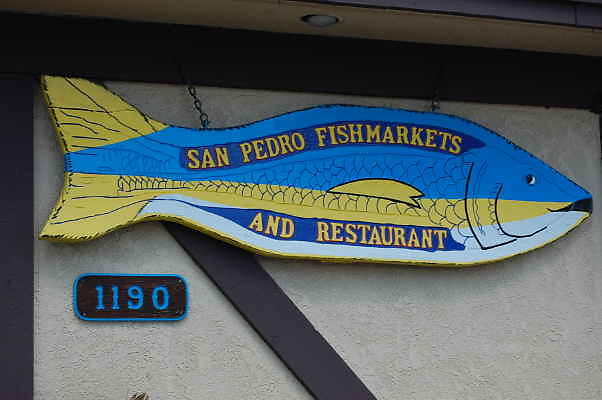 SAN PEDRO FISHMARKETS
AND RESTAURANT
1190